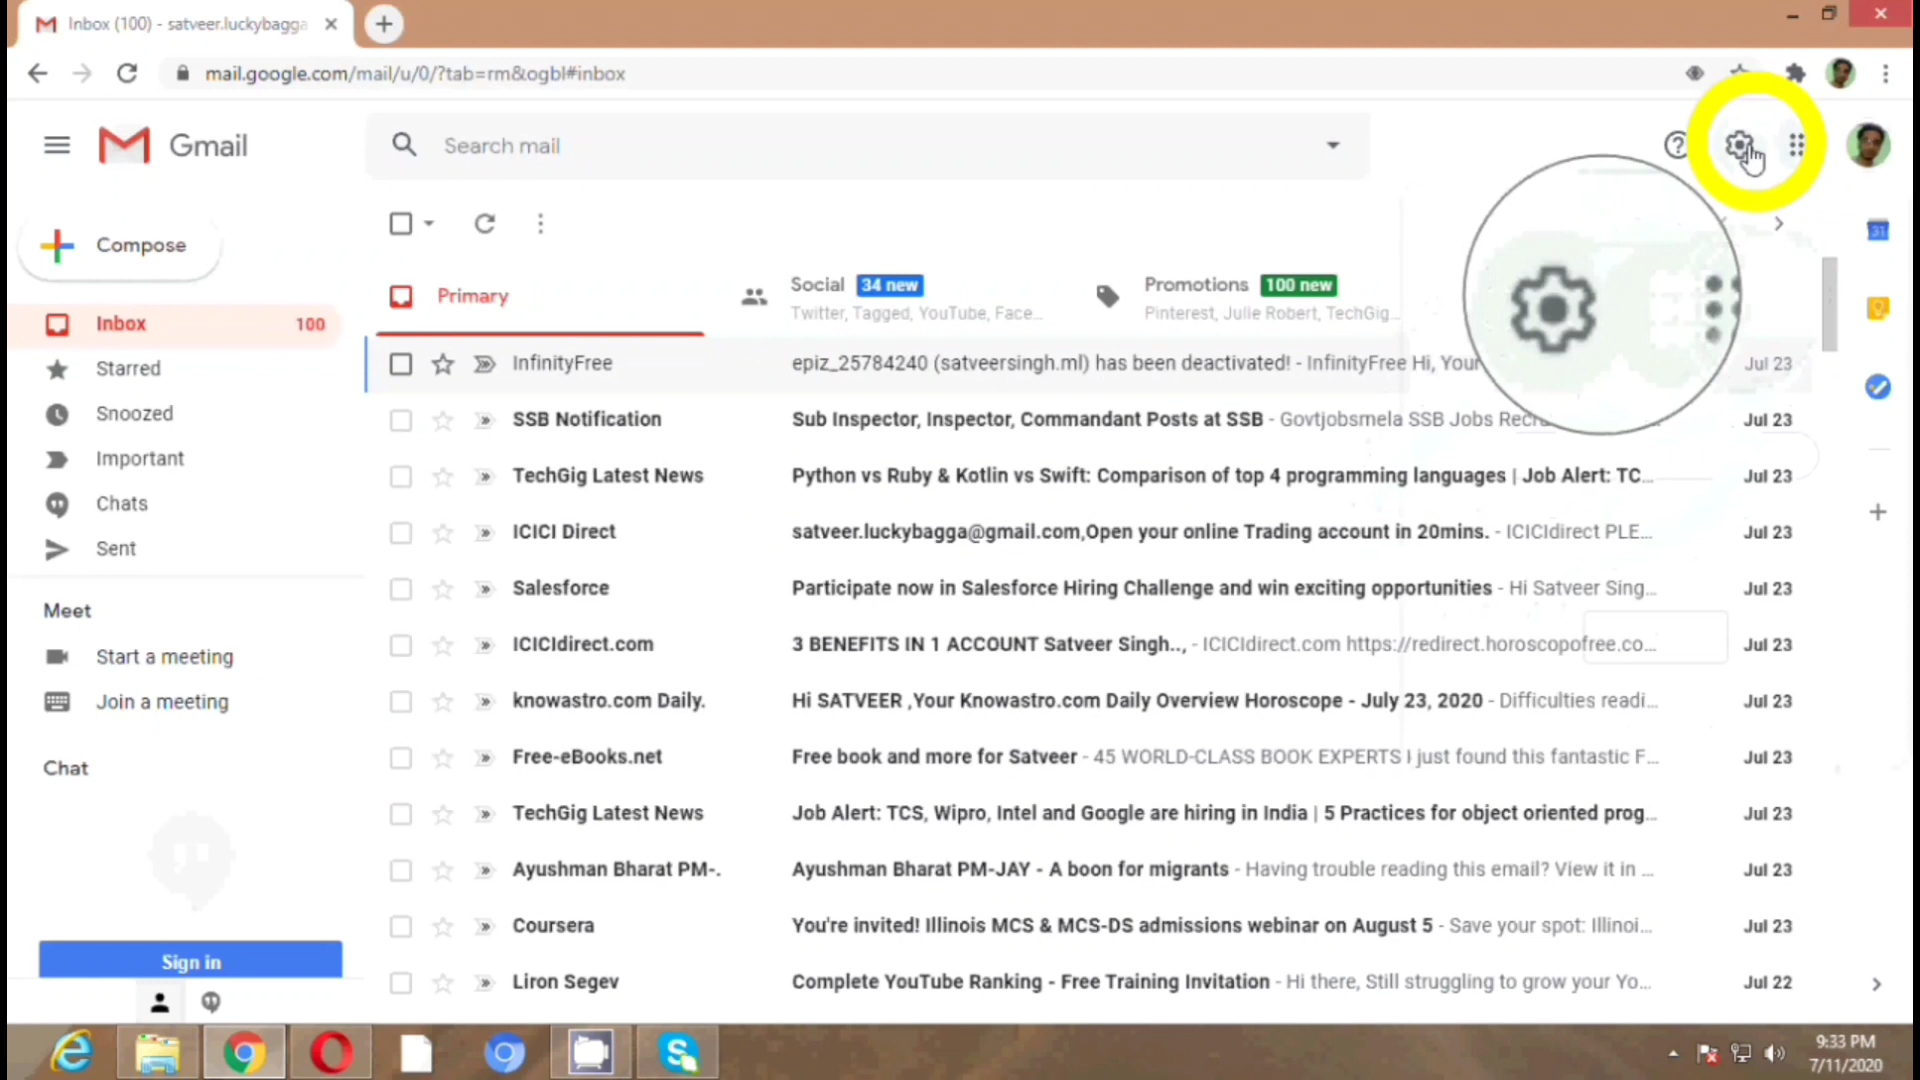 Inbox (100) - satveer.luckybagga
mail.google.com/mail/u/0/?tab=rm&ogbl#inbox
Gmail
Search mail
Compose
Primary
Social 34 new
Twitter, Tagged, YouTube, Face...
Promotions 100 new
Pinterest, Julie Robert, TechGig...
31
Inbox 100
Starred
Snoozed
Important
Chats
Sent
Meet
Start a meeting
Join a meeting
Chat
Sign in
InfinityFree epiz_25784240 (satveersingh.ml) has been deactivated! - InfinityFree Hi, Your Jul 23
SSB Notification Sub Inspector, Inspector, Commandant Posts at SSB - Govtjobsmela SSB Jobs Jul 23
TechGig Latest News Python vs Ruby & Kotlin vs Swift: Comparison of top 4 programming languages | Job Alert: TC... Jul 23
ICICI Direct satveer.luckybagga@gmail.com,Open your online Trading account in 20mins. - ICICIdirect PLE... Jul 23
Salesforce Participate now in Salesforce Hiring Challenge and win exciting opportunities - Hi Satveer Sing... Jul 23
ICICIdirect.com 3 BENEFITS IN 1 ACCOUNT Satveer Singh.., - ICICIdirect.com https://redirect.horoscopofree.co... Jul 23
knowastro.com Daily. Hi SATVEER ,Your Knowastro.com Daily Overview Horoscope - July 23, 2020 - Difficulties readi... Jul 23
Free-eBooks.net Free book and more for Satveer - 45 WORLD-CLASS BOOK EXPERTS I just found this fantastic F... Jul 23
TechGig Latest News Job Alert: TCS, Wipro, Intel and Google are hiring in India | 5 Practices for object oriented prog... Jul 23
Ayushman Bharat PM-. Ayushman Bharat PM-JAY - A boon for migrants - Having trouble reading this email? View it in ... Jul 23
Coursera You're invited! Illinois MCS & MCS-DS admissions webinar on August 5 - Save your spot: Illinoi... Jul 23
Liron Segev Complete YouTube Ranking - Free Training Invitation - Hi there, Still struggling to grow your Yo... Jul 22
9:33 PM
7/11/2020